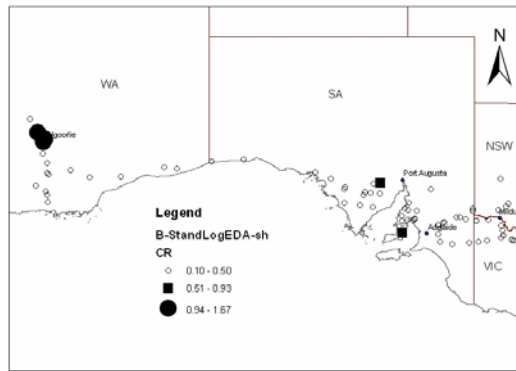 N
WA
SA
NSW
Port Augusta
Legend
B-StandLogEDA-sh
CR
0.10 - 0.50
0.51 - 0.93
0.94 - 1.67
Adelaide
VIC